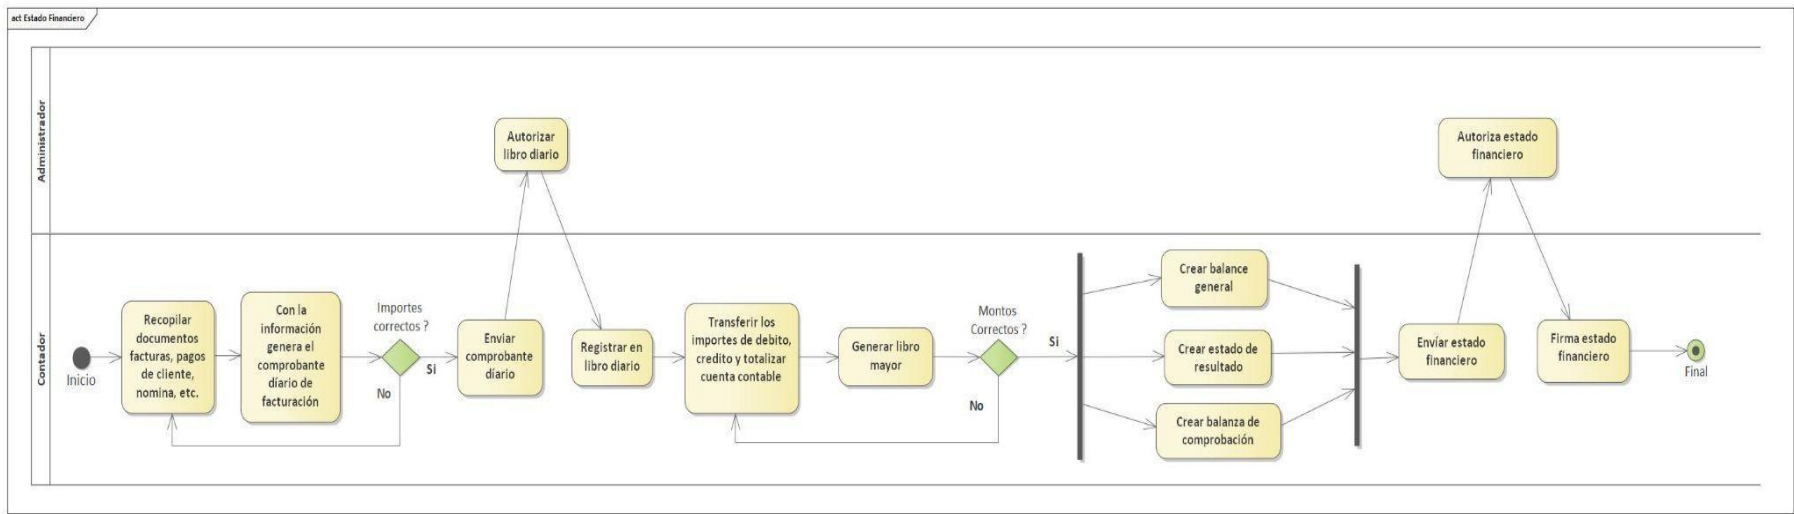 act Estado Financiero
Administrador
Autorizar
libro diario
Autoriza estado
financiero
Contador
Inicio
Recopilar
documentos
facturas, pagos
de cliente,
nomina, etc.
Con la
información
genera el
comprobante
díario de
facturación
Importes
correctos ?
Si
No
Enviar
comprobante
díario
Registrar en
libro diario
Transferir los
importes de debito,
credito y totalizar
cuenta contable
Generar libro
mayor
Montos
Correctos ?
Si
No
Crear balance
general
Crear estado de
resultado
Crear balanza de
comprobación
Envíar estado
financiero
Firma estado
financiero
Final